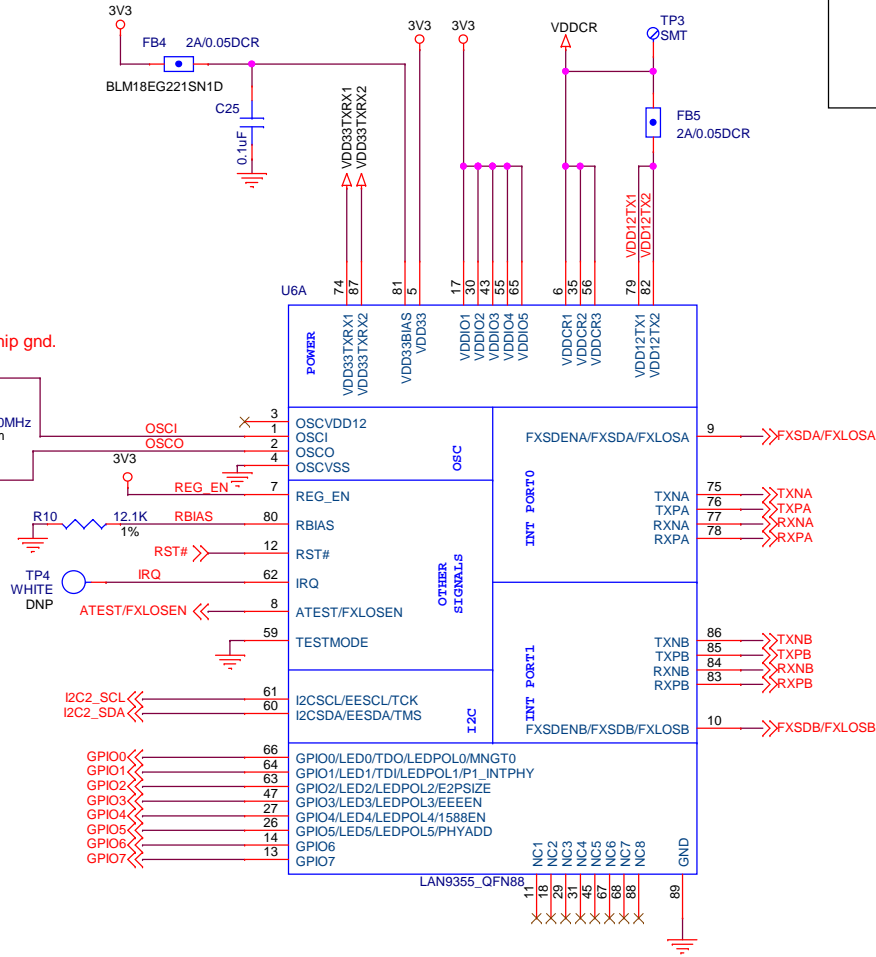 3V3
FB4 2A/0.05DCR
BLM18EG221SN1D
C25
0.1uF
VDD33TXRX1
VDD33TXRX2
3V3
3V3
VDDCR
TP3
SMT
FB5
2A/0.05DCR
VDD12TX1
VDD12TX2
U6A
74
87
81
5
17
30
43
55
65
6
35
56
79
82
POWER
VDD33TXRX1
VDD33TXRX2
VDD33BIAS
VDD33
VDDIO1
VDDIO2
VDDIO3
VDDIO4
VDDIO5
VDDCR1
VDDCR2
VDDCR3
VDD12TX1
VDD12TX2
hip gnd.
0MHz
OSCI
OSCO
3
1
2
4
OSCVDD12
OSCI
OSCO
OSCVSS
OSC
3V3
REG_EN 7 REG_EN
R10 12.1K
1%
RBIAS 80 RBIAS
RST# 12 RST#
TP4
WHITE
DNP
IRQ 62 IRQ
ATEST/FXLOSEN 8 ATEST/FXLOSEN
59 TESTMODE
OTHER
SIGNALS
I2C2_SCL 61 I2CSCL/EESCL/TCK
I2C2_SDA 60 I2CSDA/EESDA/TMS
I2C
GPIO0 66 GPIO0/LED0/TDO/LEDPOL0/MNGT0
GPIO1 64 GPIO1/LED1/TDI/LEDPOL1/P1_INTPHY
GPIO2 63 GPIO2/LED2/LEDPOL2/E2PSIZE
GPIO3 47 GPIO3/LED3/LEDPOL3/EEEEN
GPIO4 27 GPIO4/LED4/LEDPOL4/1588EN
GPIO5 26 GPIO5/LED5/LEDPOL5/PHYADD
GPIO6 14 GPIO6
GPIO7 13 GPIO7
INT PORT0
FXSDENA/FXSDA/FXLOSA 9 FXSDA/FXLOSA
TXNA 75 TXNA
TXPA 76 TXPA
RXNA 77 RXNA
RXPA 78 RXPA
INT PORT1
TXNB 86 TXNB
TXPB 85 TXPB
RXNB 84 RXNB
RXPB 83 RXPB
FXSDENB/FXSDB/FXLOSB 10 FXSDB/FXLOSB
NC1
NC2
NC3
NC4
NC5
NC6
NC7
NC8
GND
LAN9355_QFN88
11
18
29
31
45
67
68
88
89